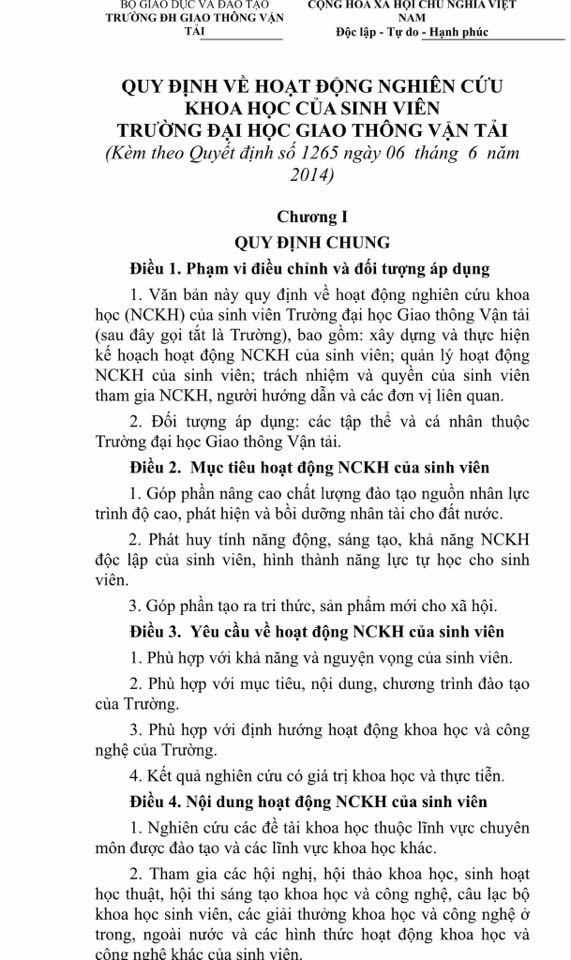 BỘ GIÁO DỤC VÀ ĐÀO TẠO
TRƯỜNG ĐH GIAO THÔNG VẬN
TẢI
CỘNG HÒA XÃ HỘI CHỦ NGHĨA VIỆT
NAM
Độc lập - Tự do - Hạnh phúc
QUY ĐỊNH VỀ HOẠT ĐỘNG NGHIÊN CỨU
KHOA HỌC CỦA SINH VIÊN
TRƯỜNG ĐẠI HỌC GIAO THÔNG VẬN TẢI
(Kèm theo Quyết định số 1265 ngày 06 tháng 6 năm
2014)
Chương I
QUY ĐỊNH CHUNG
Điều 1. Phạm vi điều chỉnh và đối tượng áp dụng
1. Văn bản này quy định về hoạt động nghiên cứu khoa
học (NCKH) của sinh viên Trường đại học Giao thông Vận tải
(sau đây gọi tắt là Trường), bao gồm: xây dựng và thực hiện
kế hoạch hoạt động NCKH của sinh viên; quản lý hoạt động
NCKH của sinh viên; trách nhiệm và quyền của sinh viên
tham gia NCKH, người hướng dẫn và các đơn vị liên quan.
2. Đối tượng áp dụng: các tập thể và cá nhân thuộc
Trường đại học Giao thông Vận tải.
Điều 2. Mục tiêu hoạt động NCKH của sinh viên
1. Góp phần nâng cao chất lượng đào tạo nguồn nhân lực
trình độ cao, phát hiện và bồi dưỡng nhân tài cho đất nước.
2. Phát huy tính năng động, sáng tạo, khả năng NCKH
độc lập của sinh viên, hình thành năng lực tự học cho sinh
viên.
3. Góp phần tạo ra tri thức, sản phẩm mới cho xã hội.
Điều 3. Yêu cầu về hoạt động NCKH của sinh viên
1. Phù hợp với khả năng và nguyện vọng của sinh viên.
2. Phù hợp với mục tiêu, nội dung, chương trình đào tạo
của Trường.
3. Phù hợp với định hướng hoạt động khoa học và công
nghệ của Trường.
4. Kết quả nghiên cứu có giá trị khoa học và thực tiễn.
Điều 4. Nội dung hoạt động NCKH của sinh viên
1. Nghiên cứu các đề tài khoa học thuộc lĩnh vực chuyên
môn được đào tạo và các lĩnh vực khoa học khác.
2. Tham gia các hội nghị, hội thảo khoa học, sinh hoạt
học thuật, hội thi sáng tạo khoa học và công nghệ, câu lạc bộ
khoa học sinh viên, các giải thưởng khoa học và công nghệ ở
trong, ngoài nước và các hình thức hoạt động khoa học và
công nghệ khác của sinh viên.